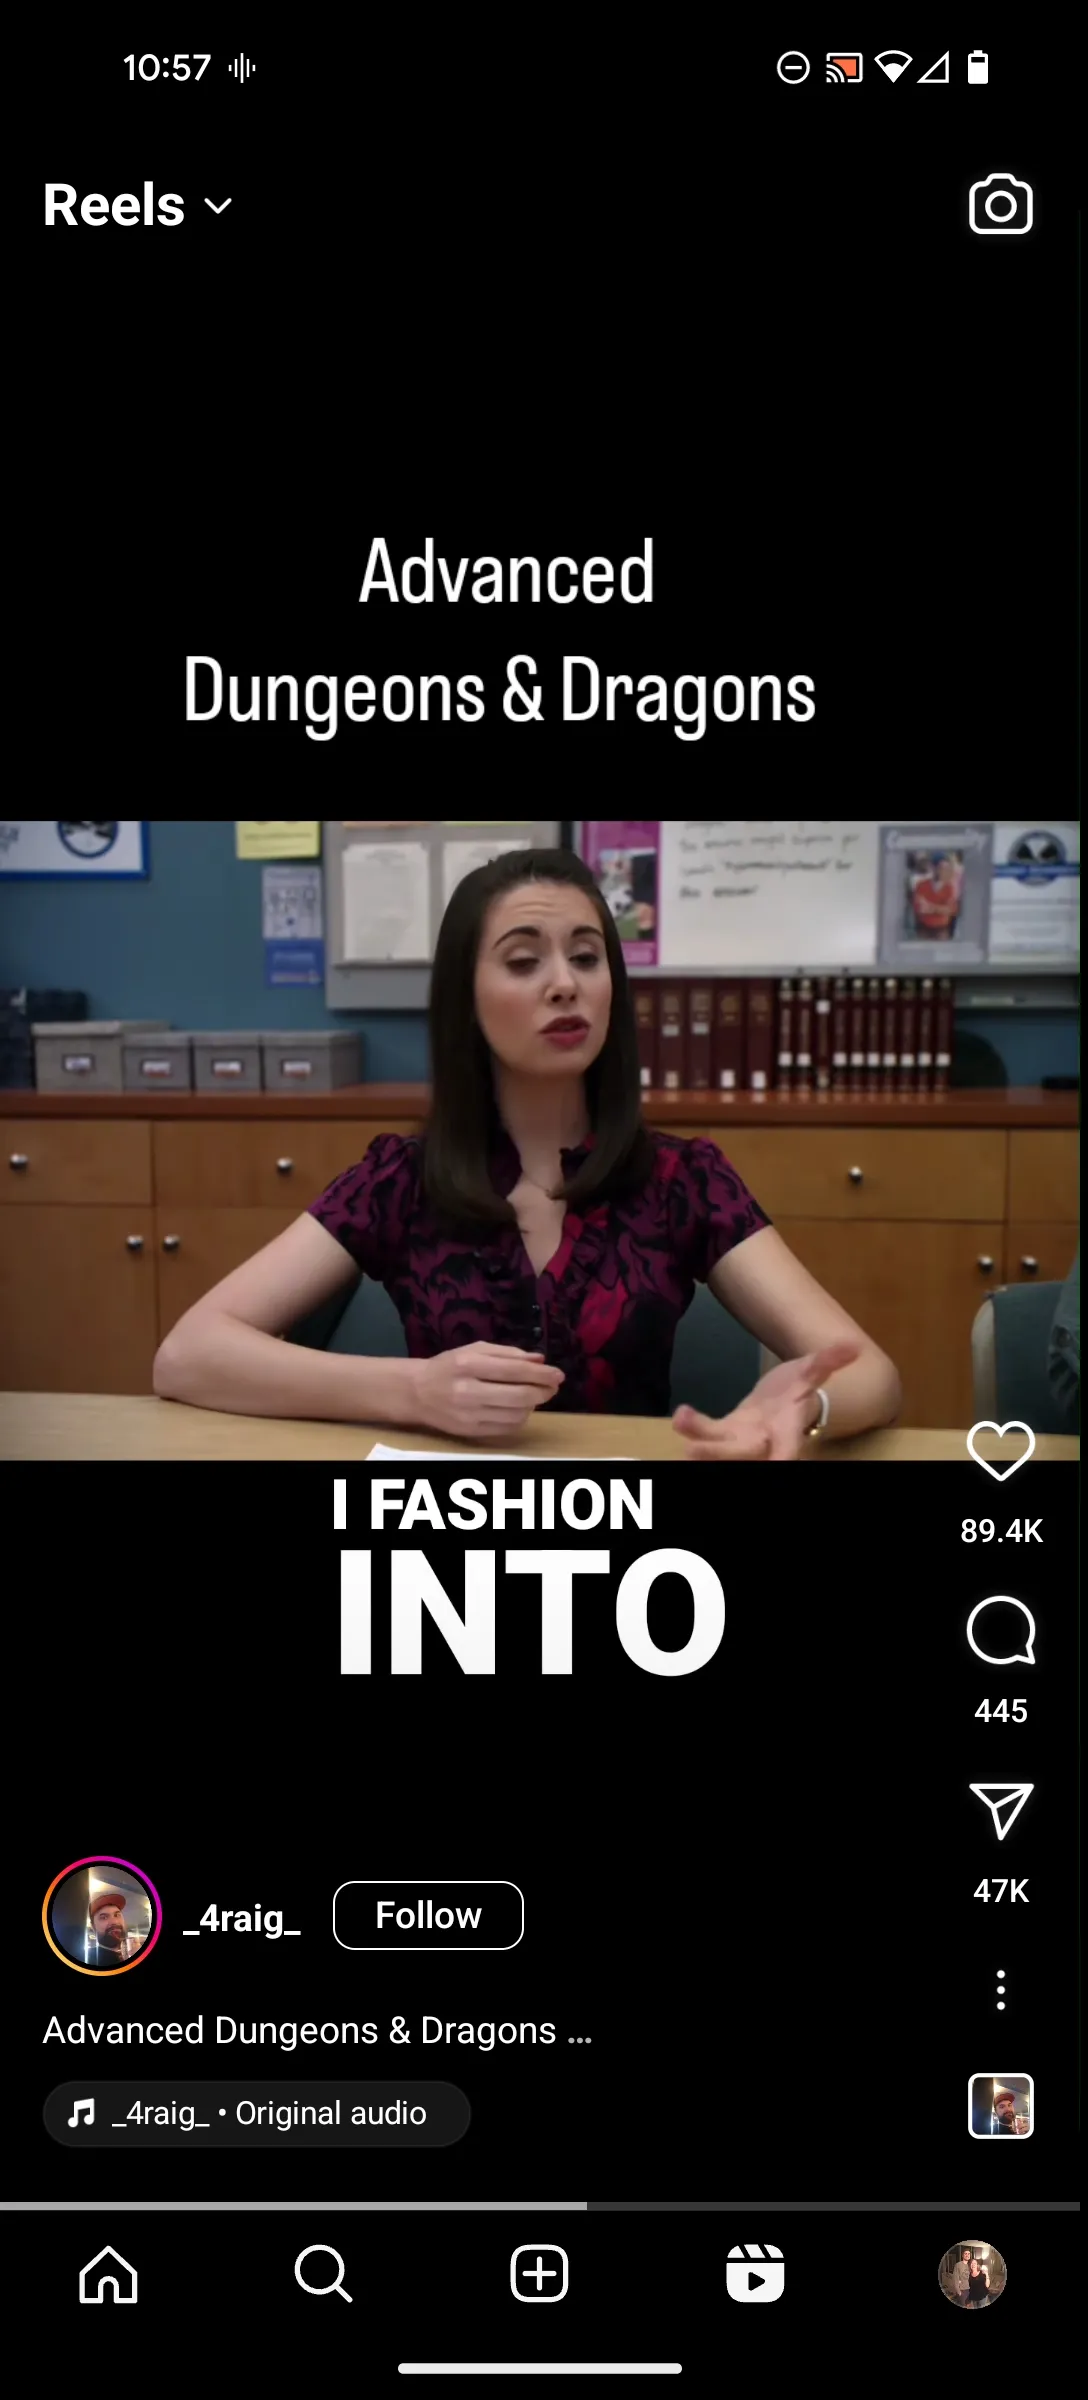 10:57
Reels
Advanced
Dungeons & Dragons
Community
I FASHION
INTO
89.4K
445
47K
_4raig_
Follow
Advanced Dungeons & Dragons ...
_4raig_ • Original audio